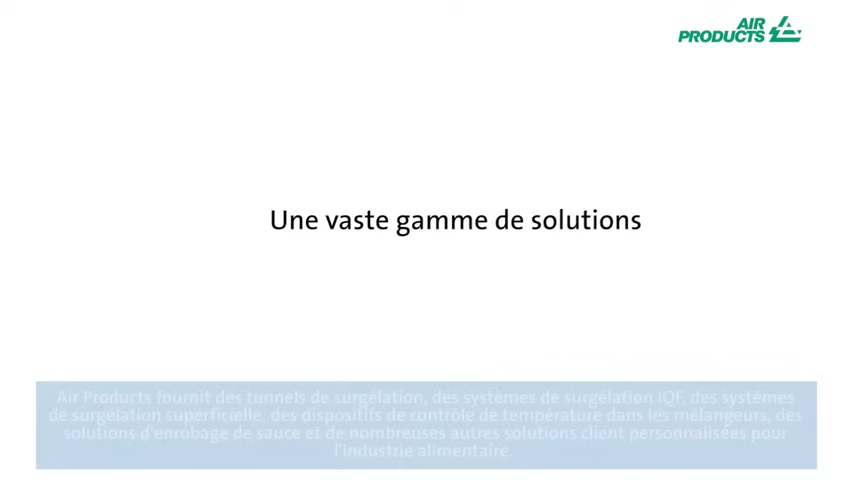 AIR
PRODUCTS
Une vaste gamme de solutions
Air Products fournit des tunnels de surgélation, des systèmes de surgélation IQF, des systèmes
de surgélation superficielle, des dispositifs de contrôle de température dans les mélangeurs, des
solutions d'enrobage de sauce et de nombreuses autres solutions client personnalisées pour
l'industrie alimentaire.